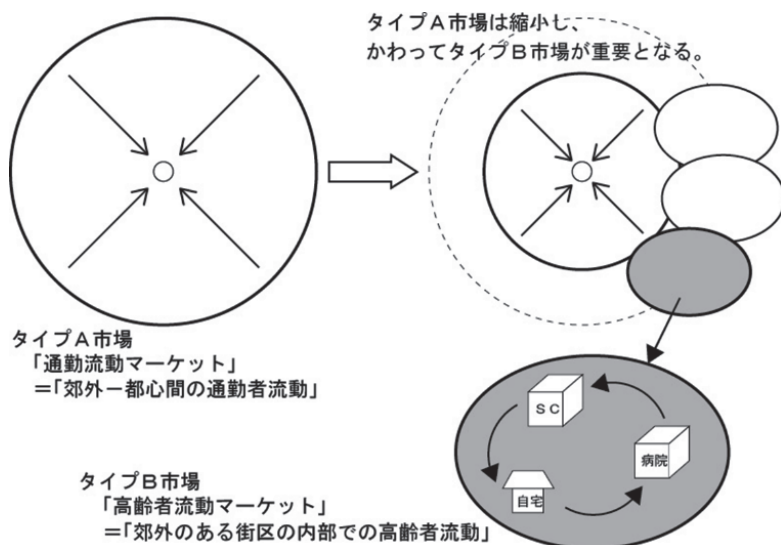 タイプA市場は縮小し、
かわってタイプB市場が重要となる。
タイプA市場
「通勤流動マーケット」
＝「郊外ー都心間の通勤者流動」
SC
病院
自宅
タイプB市場
「高齢者流動マーケット」
＝「郊外のある街区の内部での高齢者流動」